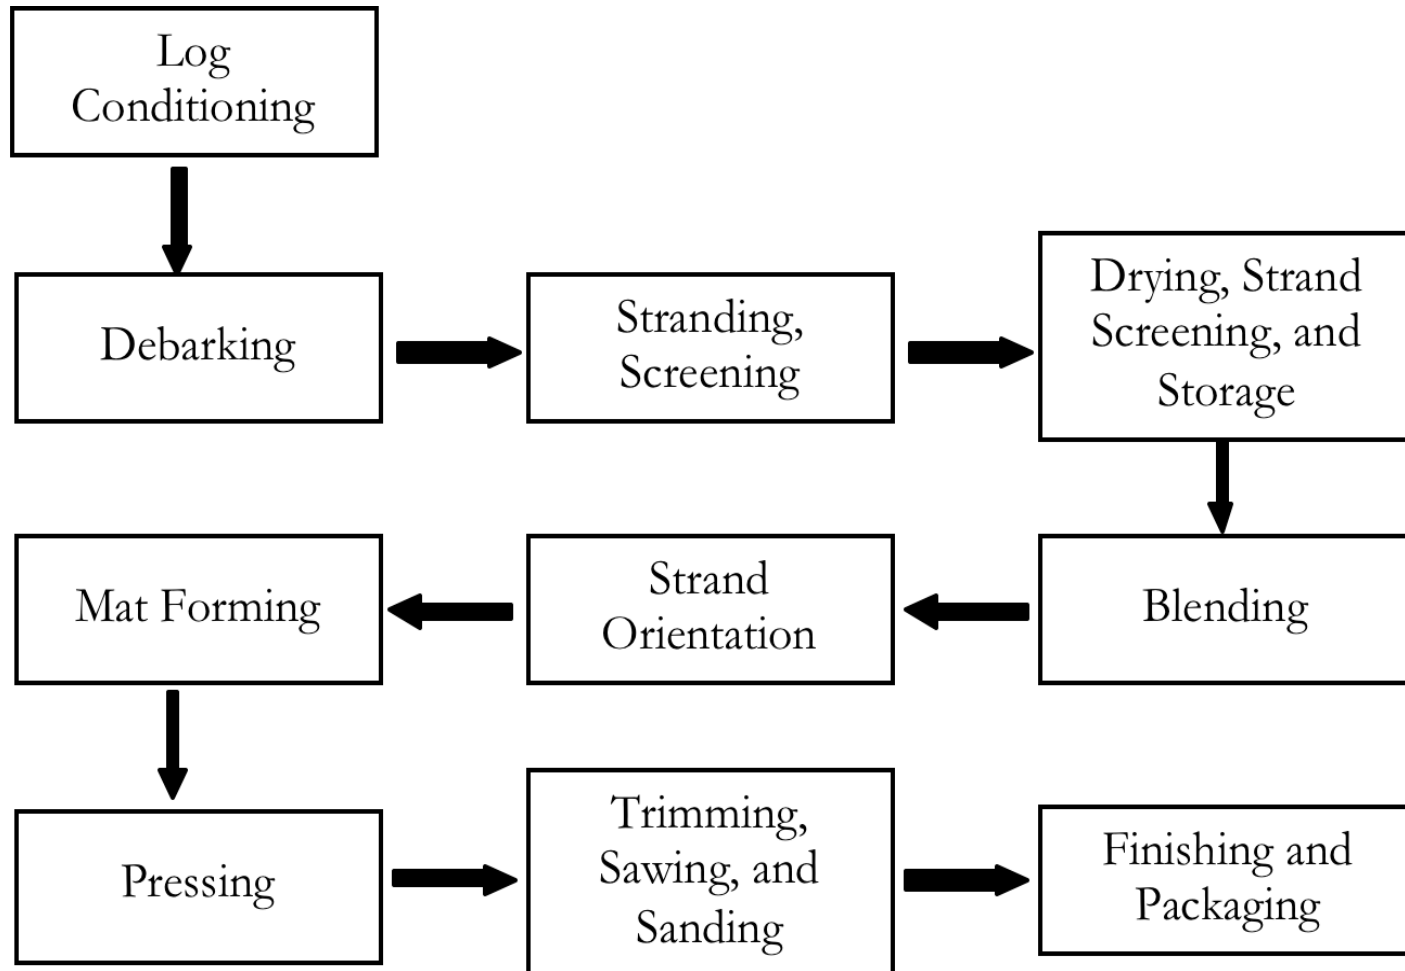 Log
Conditioning
Debarking
Stranding,
Screening
Drying, Strand
Screening, and
Storage
Blending
Strand
Orientation
Mat Forming
Pressing
Trimming,
Sawing, and
Sanding
Finishing and
Packaging